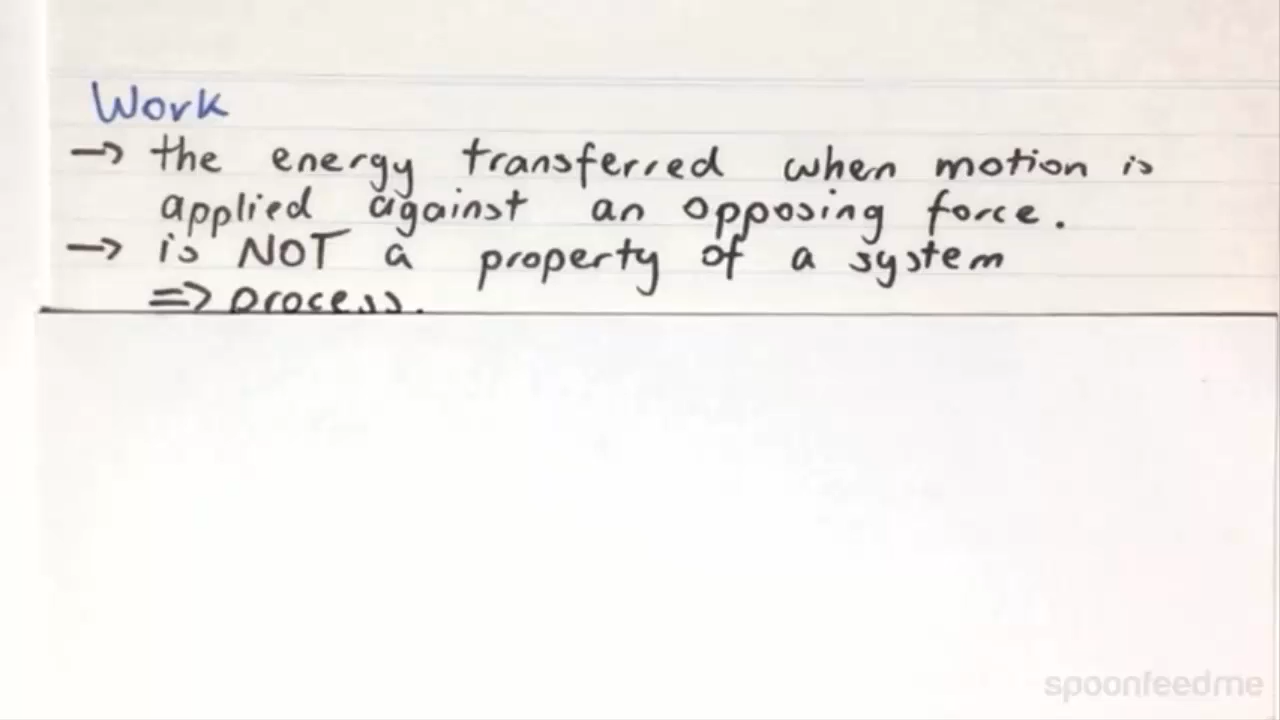 Work
→ the energy transferred when motion is
applied against an opposing force.
→ is NOT a property of a system
⇒ process.
spoonfeedme